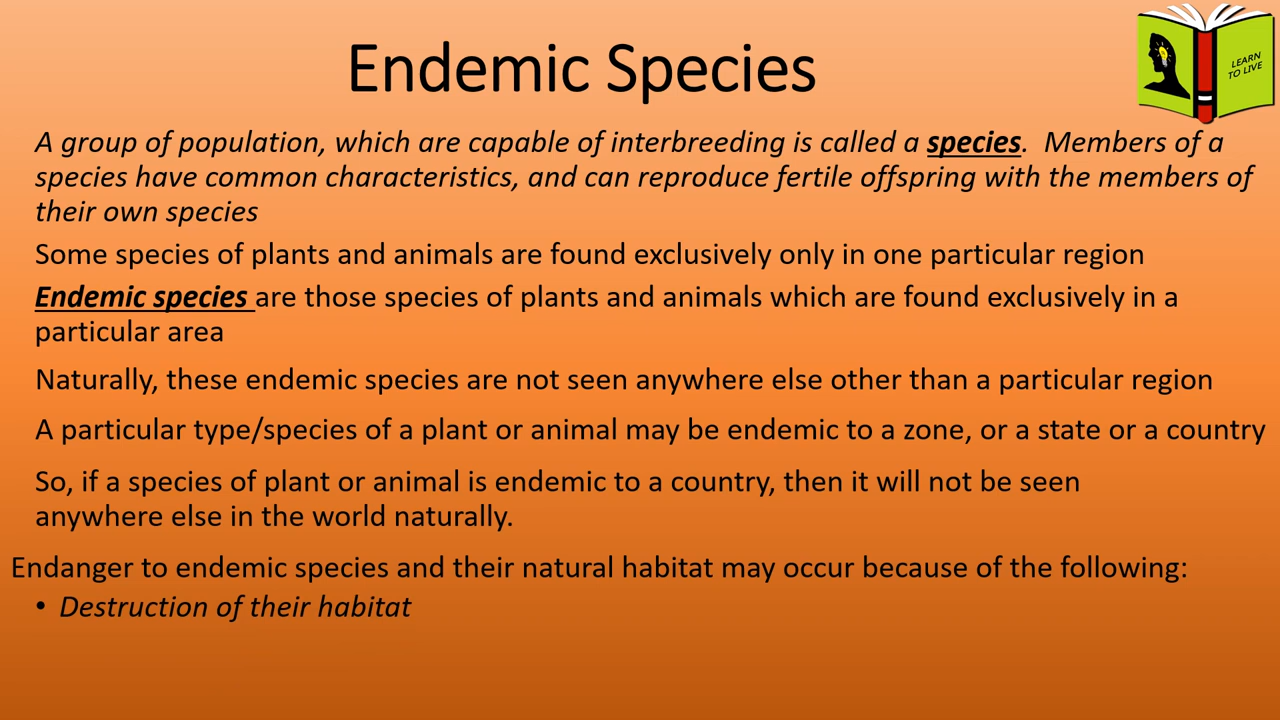 Endemic Species
LEARN
TO LIVE
A group of population, which are capable of interbreeding is called a species. Members of a
species have common characteristics, and can reproduce fertile offspring with the members of
their own species
Some species of plants and animals are found exclusively only in one particular region
Endemic species are those species of plants and animals which are found exclusively in a
particular area
Naturally, these endemic species are not seen anywhere else other than a particular region
A particular type/species of a plant or animal may be endemic to a zone, or a state or a country
So, if a species of plant or animal is endemic to a country, then it will not be seen
anywhere else in the world naturally.
Endanger to endemic species and their natural habitat may occur because of the following:
• Destruction of their habitat